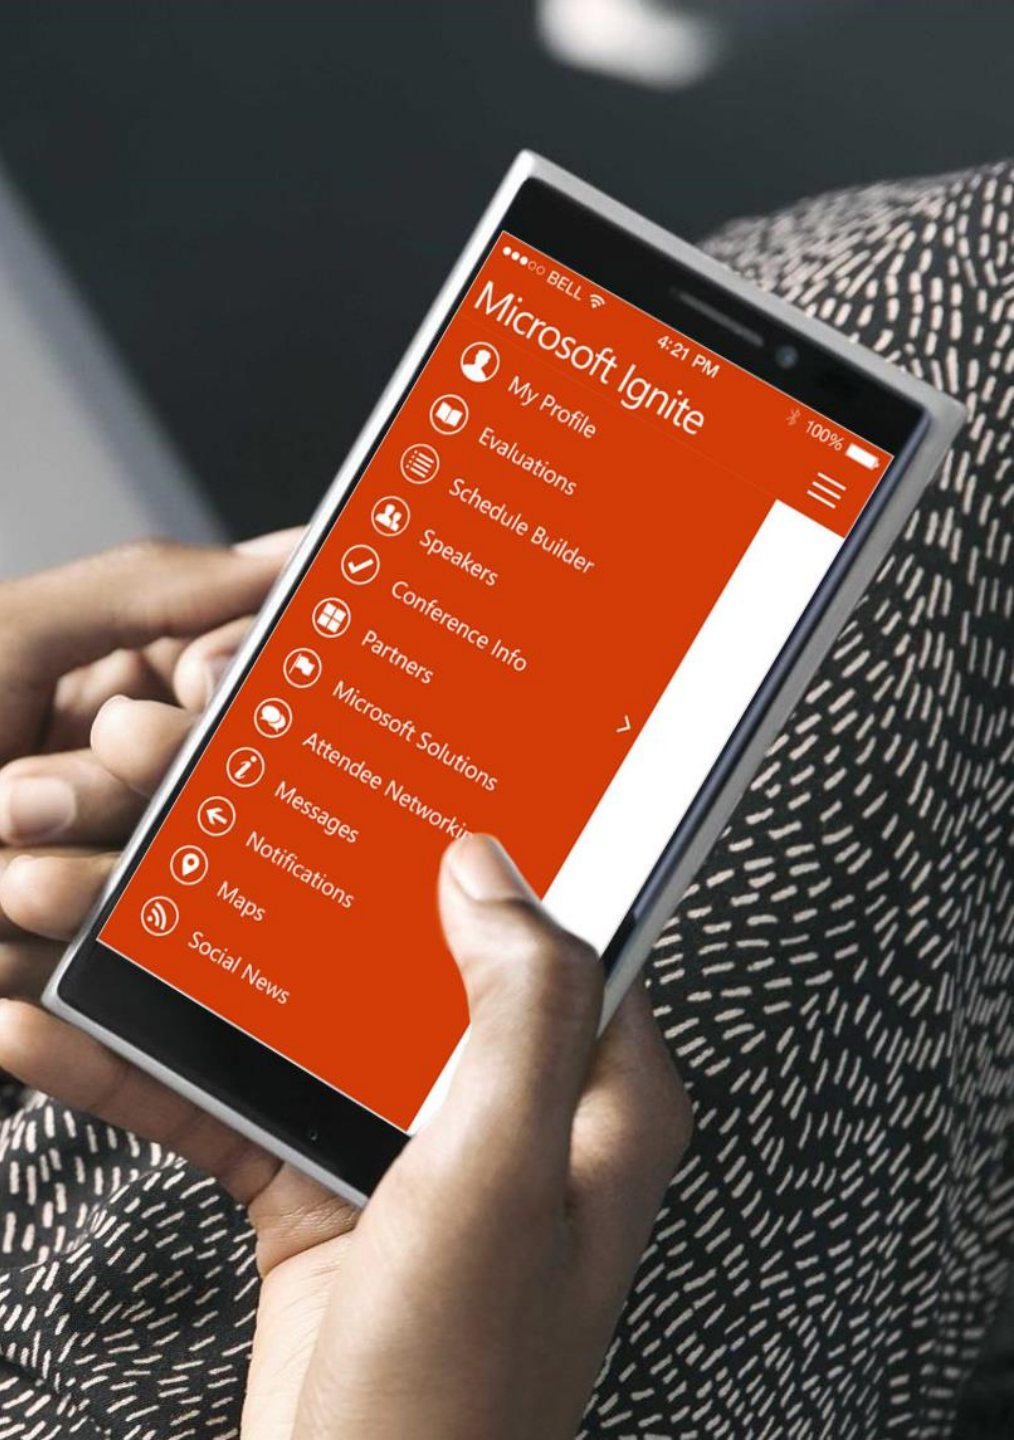 BELL 4:21 PM 100%
Microsoft Ignite
My Profile
Evaluations
Schedule Builder
Speakers
Conference Info
Partners
Microsoft Solutions
Attendee Networking
Messages
Notifications
Maps
Social News